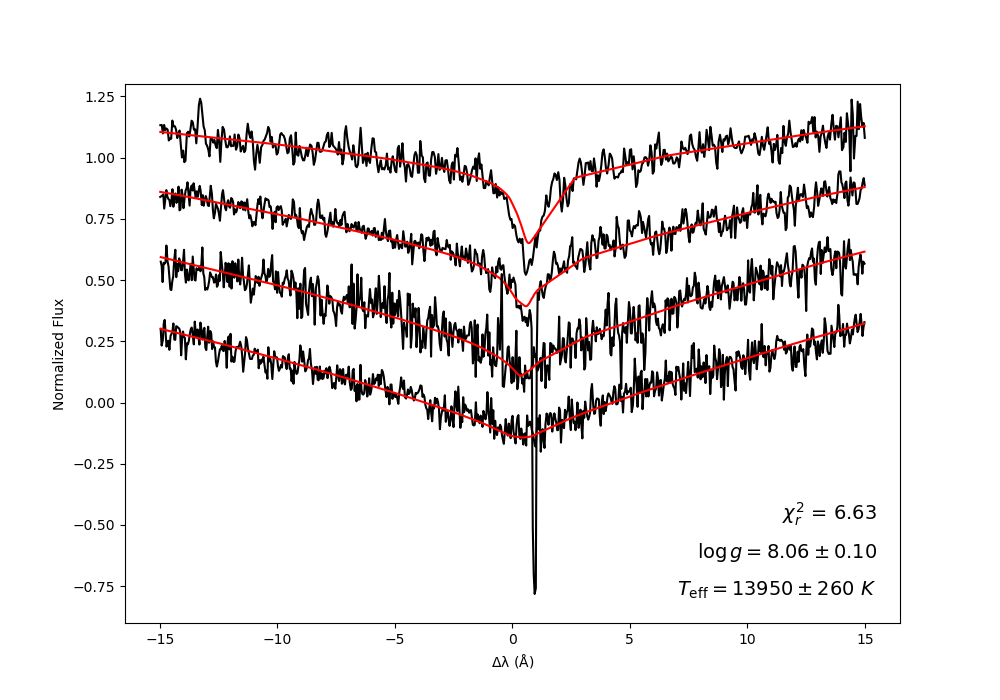 1.25
1.00
0.75
0.50
0.25
0.00
−0.25
−0.50
−0.75
Normalized Flux
χ²ᵣ = 6.63
log g = 8.06 ± 0.10
T_eff = 13950 ± 260 K
−15 −10 −5 0 5 10 15
Δλ (Å)